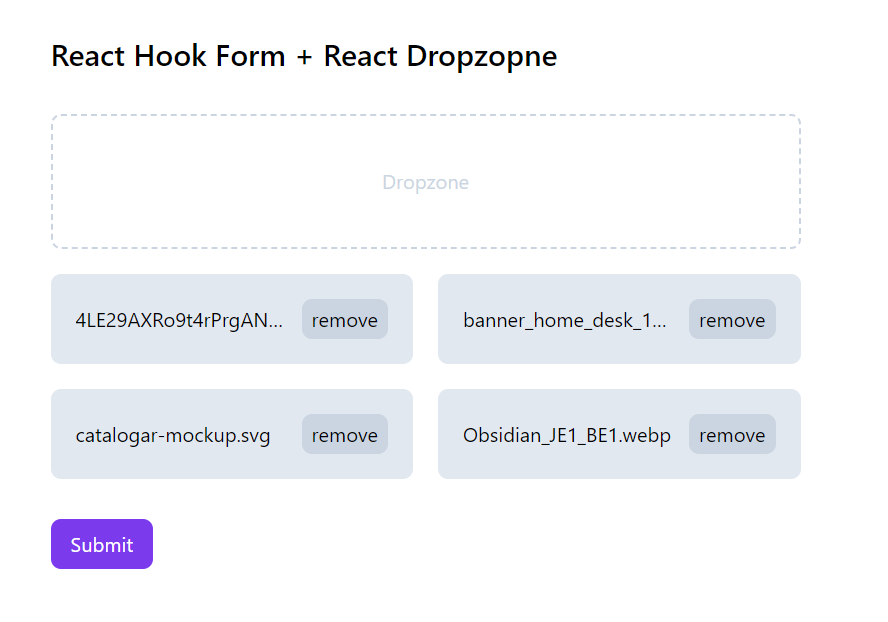 React Hook Form + React Dropzopne
Dropzone
4LE29AXRo9t4rPrgAN... remove
banner_home_desk_1... remove
catalogar-mockup.svg remove
Obsidian_JE1_BE1.webp remove
Submit